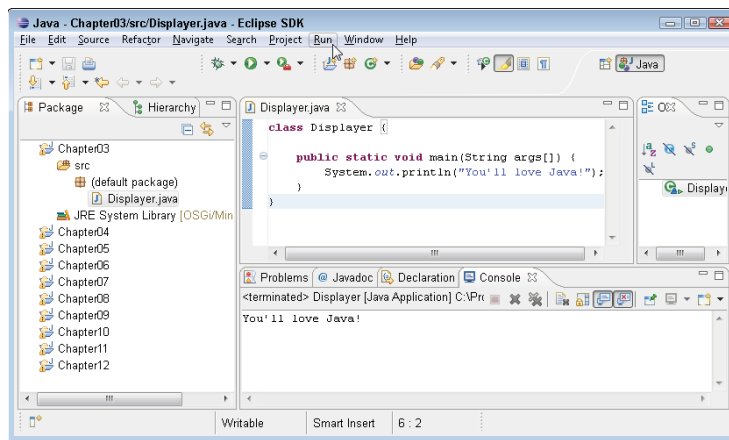 Java - Chapter03/src/Displayer.java - Eclipse SDK
File Edit Source Refactor Navigate Search Project Run Window Help
Java
Package
Hierarchy
Chapter03
src
(default package)
Displayer.java
JRE System Library [OSGi/Min
Chapter04
Chapter05
Chapter06
Chapter07
Chapter08
Chapter09
Chapter10
Chapter11
Chapter12
Displayer.java
class Displayer {
public static void main(String args[]) {
System.out.println("You'll love Java!");
}
}
Problems @ Javadoc Declaration Console
<terminated> Displayer [Java Application] C:\Pr
You'll love Java!
Display
Writable Smart Insert 6 : 2